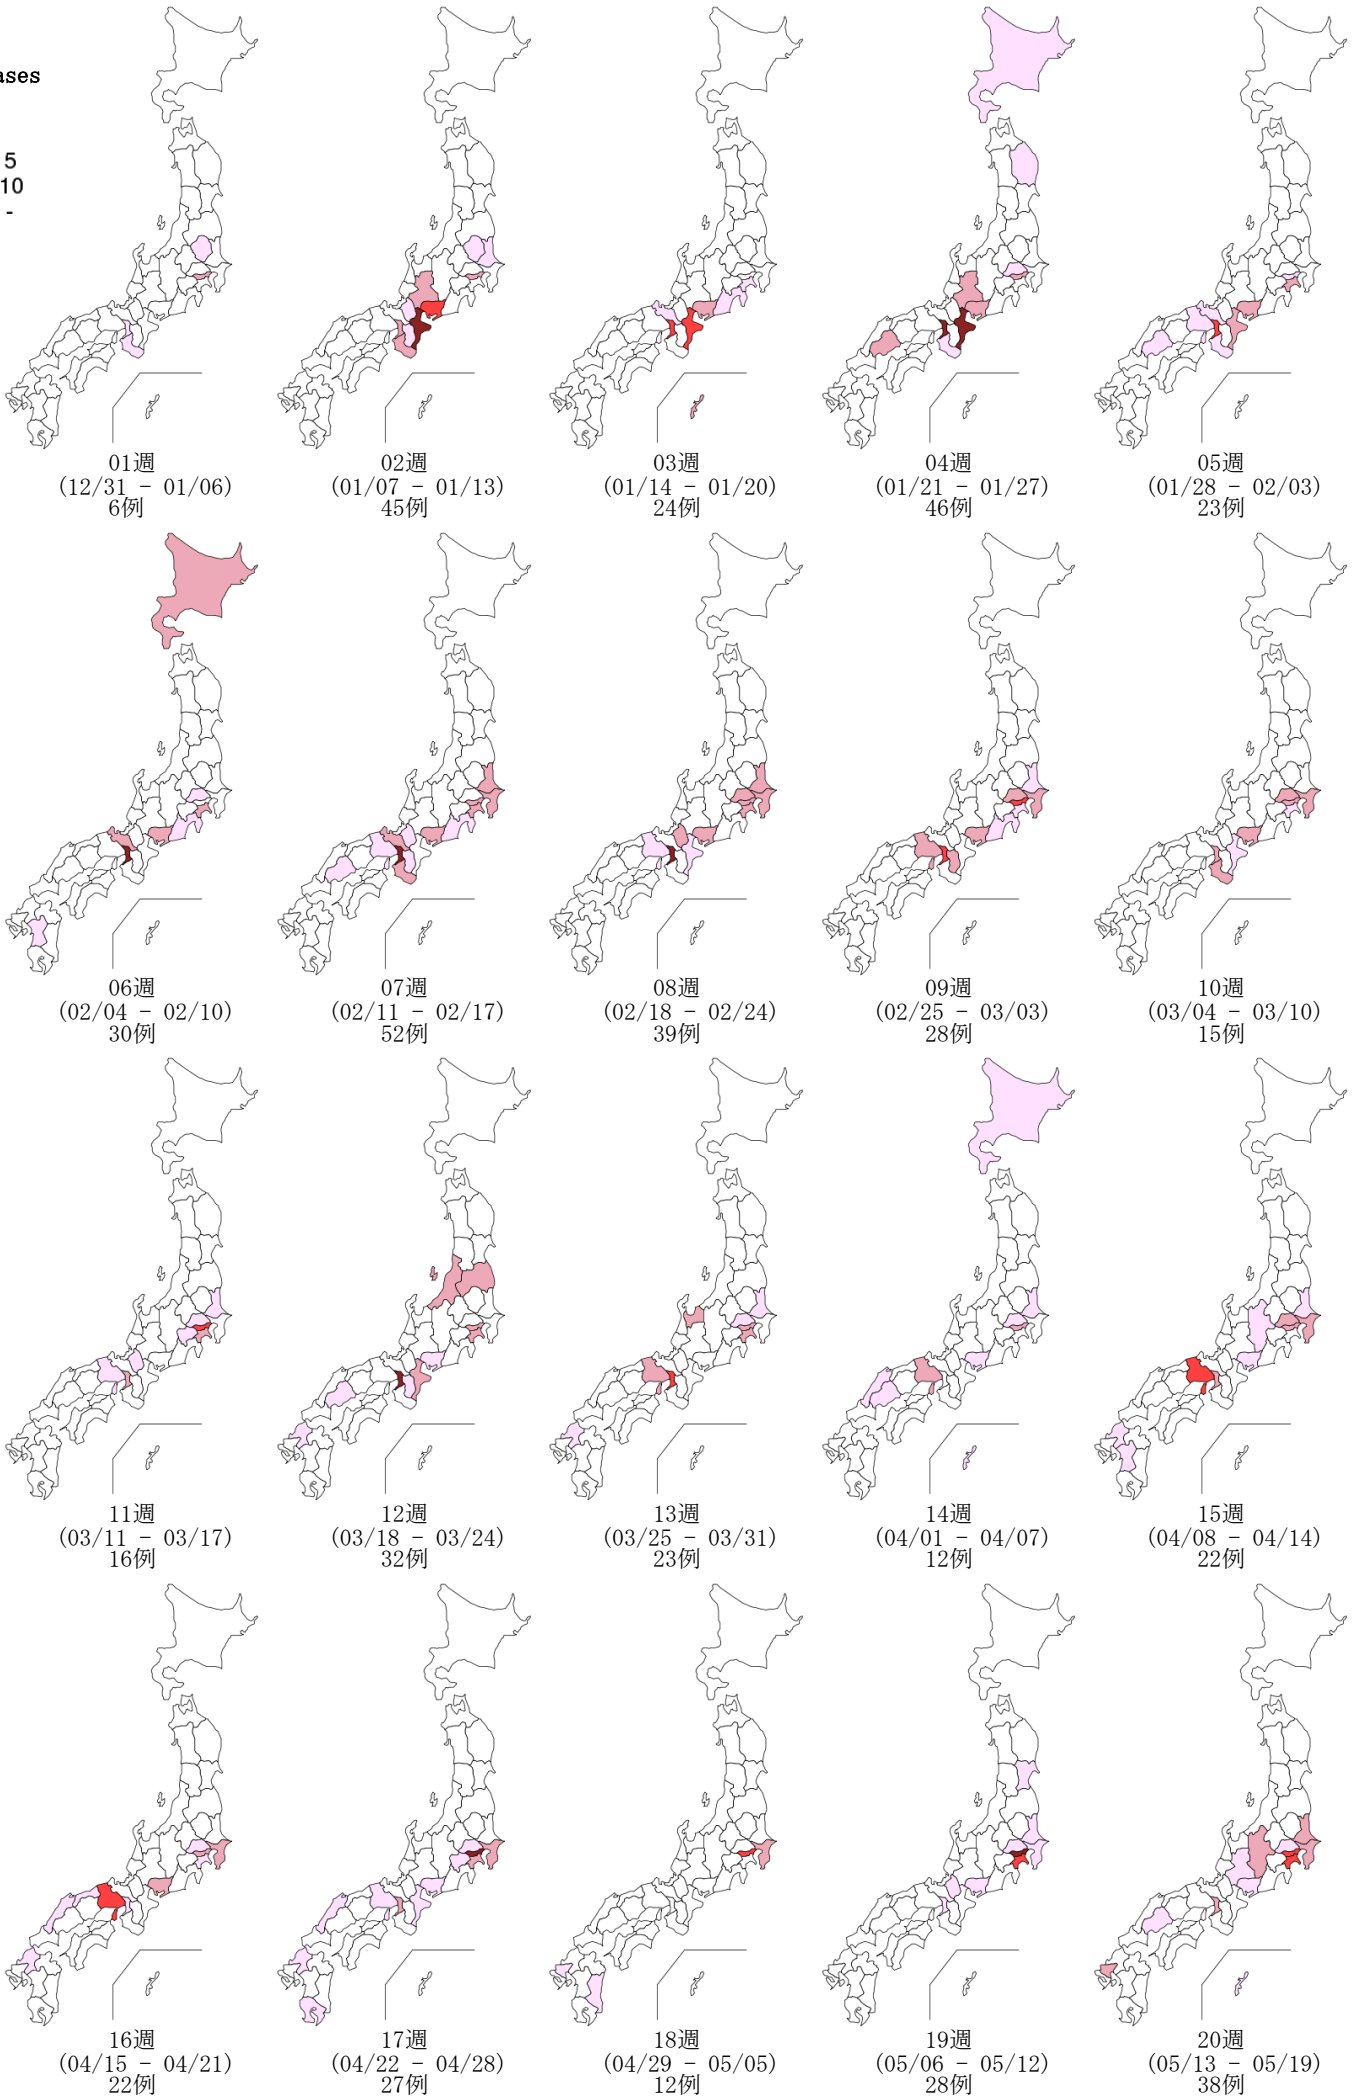 ases
5
10
-
01週
(12/31 - 01/06)
6例
02週
(01/07 - 01/13)
45例
03週
(01/14 - 01/20)
24例
04週
(01/21 - 01/27)
46例
05週
(01/28 - 02/03)
23例
06週
(02/04 - 02/10)
30例
07週
(02/11 - 02/17)
52例
08週
(02/18 - 02/24)
39例
09週
(02/25 - 03/03)
28例
10週
(03/04 - 03/10)
15例
11週
(03/11 - 03/17)
16例
12週
(03/18 - 03/24)
32例
13週
(03/25 - 03/31)
23例
14週
(04/01 - 04/07)
12例
15週
(04/08 - 04/14)
22例
16週
(04/15 - 04/21)
22例
17週
(04/22 - 04/28)
27例
18週
(04/29 - 05/05)
12例
19週
(05/06 - 05/12)
28例
20週
(05/13 - 05/19)
38例